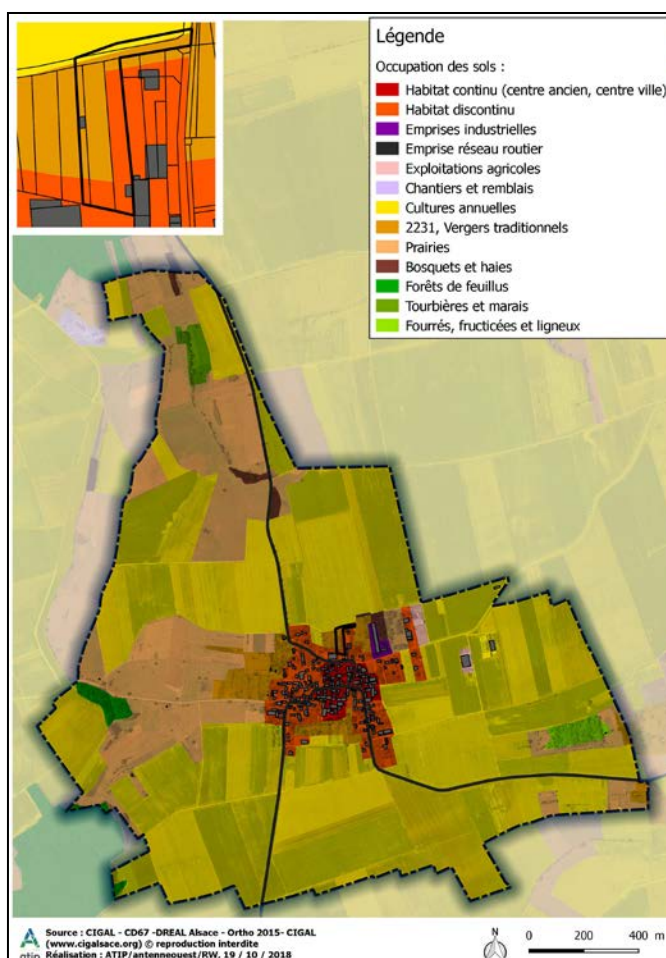 Légende
Occupation des sols :
Habitat continu (centre ancien, centre ville)
Habitat discontinu
Emprises industrielles
Emprise réseau routier
Exploitations agricoles
Chantiers et remblais
Cultures annuelles
2231, Vergers traditionnels
Prairies
Bosquets et haies
Forêts de feuillus
Tourbières et marais
Fourrés, fructicées et ligneux
Source : CIGAL - CD67 -DREAL Alsace - Ortho 2015- CIGAL
(www.cigalsace.org) © reproduction interdite
atip Réalisation : ATIP/antenneouest/RW, 19 / 10 / 2018
N
0 200 400 m